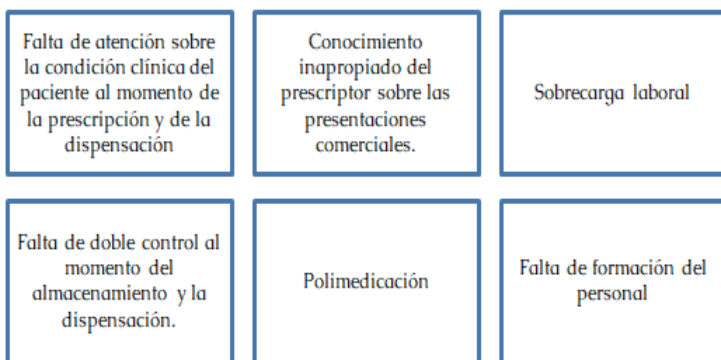 Falta de atención sobre
la condición clínica del
paciente al momento de
la prescripción y de la
dispensación
Conocimiento
inapropiado del
prescriptor sobre las
presentaciones
comerciales.
Sobrecarga laboral
Falta de doble control al
momento del
almacenamiento y la
dispensación.
Polimedicación
Falta de formación del
personal